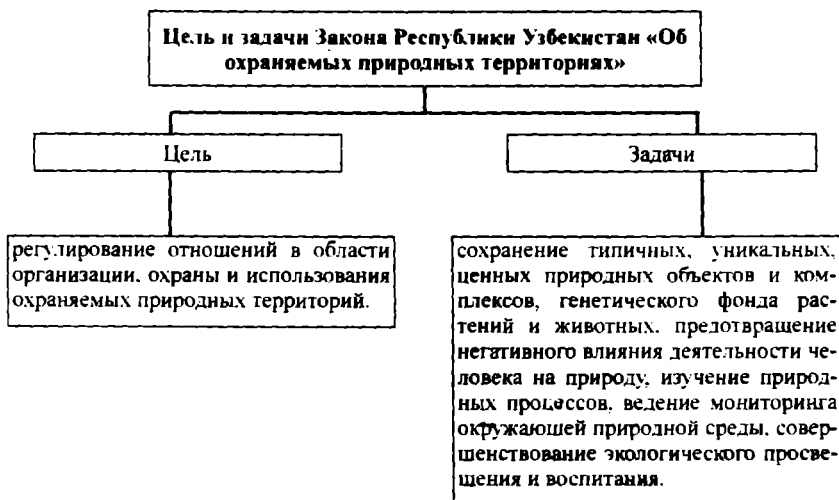 Цель и задачи Закона Республики Узбекистан «Об
охраняемых природных территориях»
Цель
Задачи
регулирование отношений в области
организации, охраны и использования
охраняемых природных территорий.
сохранение типичных, уникальных,
ценных природных объектов и ком-
плексов, генетического фонда рас-
тений и животных, предотвращение
негативного влияния деятельности че-
ловека на природу, изучение природ-
ных процессов, ведение мониторинга
окружающей природной среды, совер-
шенствование экологического просве-
щения и воспитания.